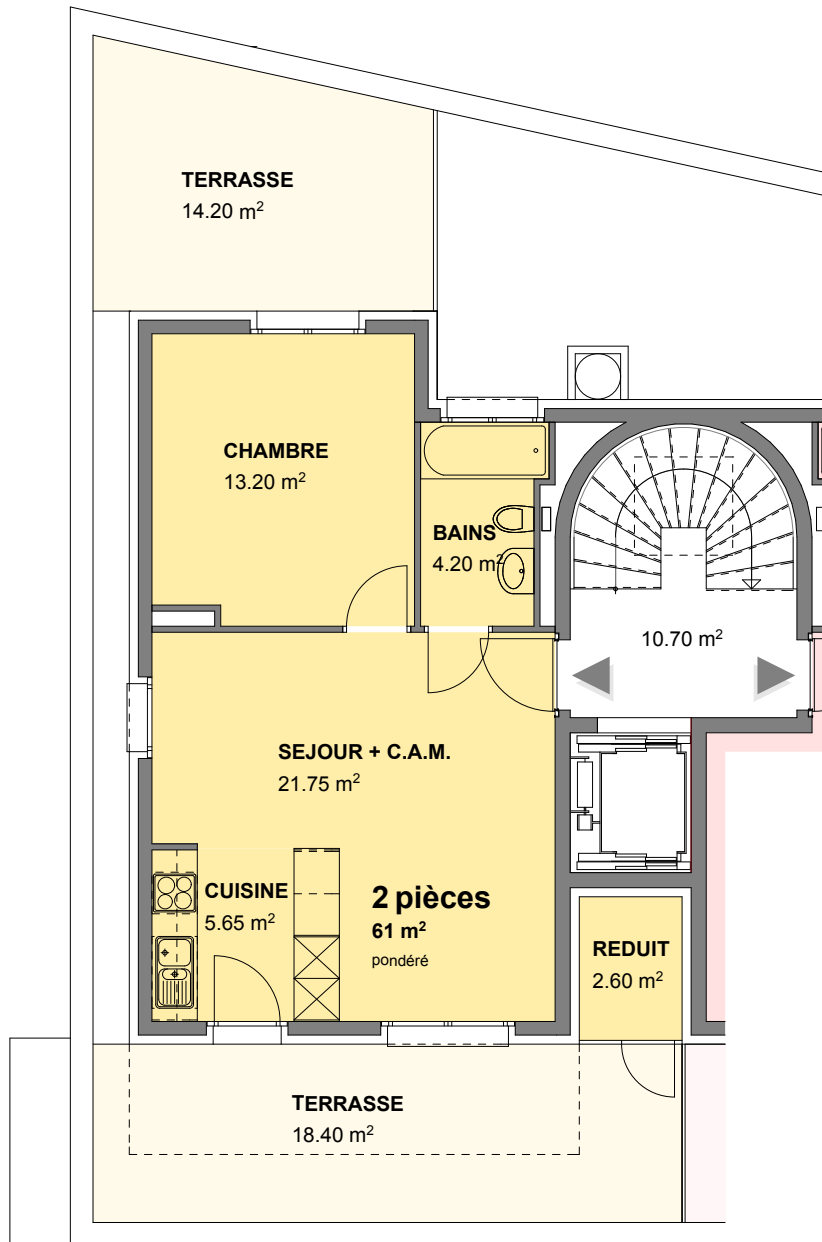 TERRASSE
14.20 m²
CHAMBRE
13.20 m²
BAINS
4.20 m²
10.70 m²
SEJOUR + C.A.M.
21.75 m²
CUISINE
5.65 m²
2 pièces
61 m²
pondéré
REDUIT
2.60 m²
TERRASSE
18.40 m²